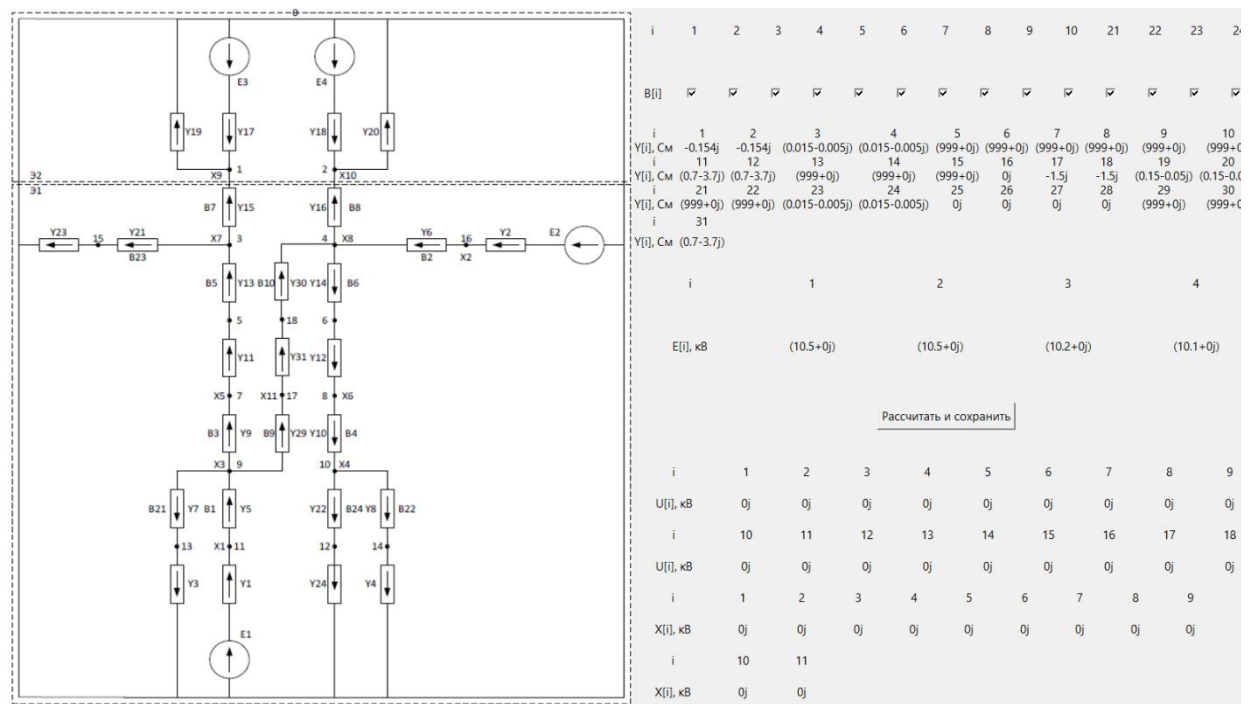 Э
E3
E4
Y19
Y17
Y18
Y20
X9
1
2
X10
Э2
Э1
B7
Y15
Y16
B8
Y23
15
Y21
B23
X7
3
4
X8
Y6
B2
16
X2
Y2
E2
B5
Y13
B10
Y30
Y14
B6
5
18
6
Y11
Y31
Y12
X5
7
X11
17
8
X6
B3
Y9
B9
Y29
Y10
B4
X3
9
10
X4
B21
Y7
B1
Y5
Y22
B24
Y8
B22
13
X1
11
12
14
Y3
Y1
Y24
Y4
E1
i 1 2 3 4 5 6 7 8 9 10 21 22 23 24
B[i]
i 1 2 3 4 5 6 7 8 9 10
Y[i], См -0.154j -0.154j (0.015-0.005j) (0.015-0.005j) (999+0j) (999+0j) (999+0j) (999+0j) (999+0j) (999+0
i 11 12 13 14 15 16 17 18 19 20
Y[i], См (0.7-3.7j) (0.7-3.7j) (999+0j) (999+0j) (999+0j) 0j -1.5j -1.5j (0.15-0.05j) (0.15-0.0
i 21 22 23 24 25 26 27 28 29 30
Y[i], См (999+0j) (999+0j) (0.015-0.005j) (0.015-0.005j) 0j 0j 0j 0j (999+0j) (999+0
i 31
Y[i], См (0.7-3.7j)
i 1 2 3 4
E[i], кВ (10.5+0j) (10.5+0j) (10.2+0j) (10.1+0j)
Рассчитать и сохранить
i 1 2 3 4 5 6 7 8 9
U[i], кВ 0j 0j 0j 0j 0j 0j 0j 0j 0j
i 10 11 12 13 14 15 16 17 18
U[i], кВ 0j 0j 0j 0j 0j 0j 0j 0j 0j
i 1 2 3 4 5 6 7 8 9
X[i], кВ 0j 0j 0j 0j 0j 0j 0j 0j 0j
i 10 11
X[i], кВ 0j 0j